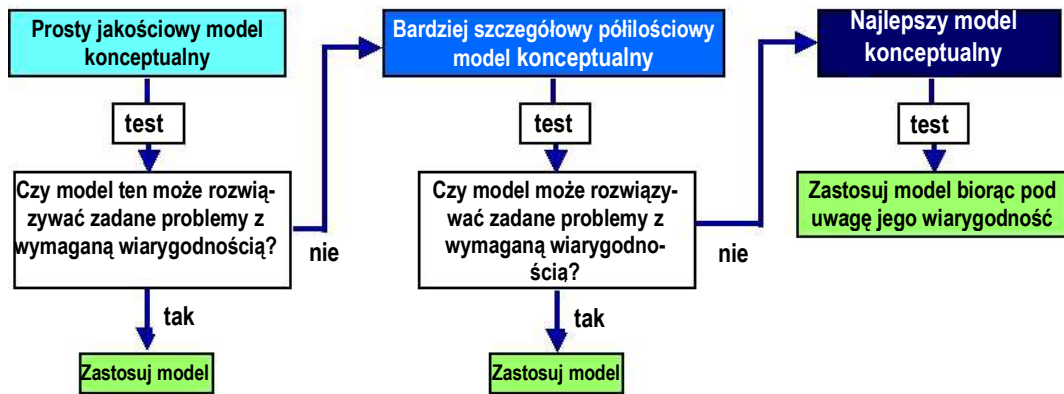 Prosty jakościowy model
konceptualny
test
Czy model ten może rozwią-
zywać zadane problemy z
wymaganą wiarygodnością?
nie
tak
Zastosuj model
Bardziej szczegółowy półilościowy
model konceptualny
test
Czy model może rozwiązy-
wać zadane problemy z
wymaganą wiarygodno-
ścią?
nie
tak
Zastosuj model
Najlepszy model
konceptualny
test
Zastosuj model biorąc pod
uwagę jego wiarygodność